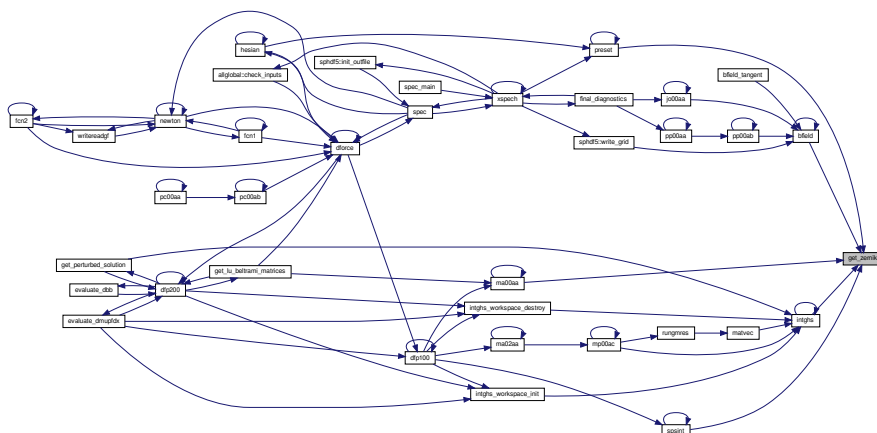 hesian
preset
sphdf5::init_outfile
allglobal::check_inputs
bfield_tangent
spec_main
xspech
final_diagnostics
jo00aa
spec
fcn2
newton
writereadgf
fcn1
pp00aa
pp00ab
bfield
sphdf5::write_grid
dforce
pc00aa
pc00ab
get_zernik
get_perturbed_solution
get_lu_beltrami_matrices
evaluate_dbb
dfp200
ma00aa
intghs_workspace_destroy
evaluate_dmupfdx
intghs
rungmres
matvec
ma02aa
mp00ac
dfp100
intghs_workspace_init
spsint